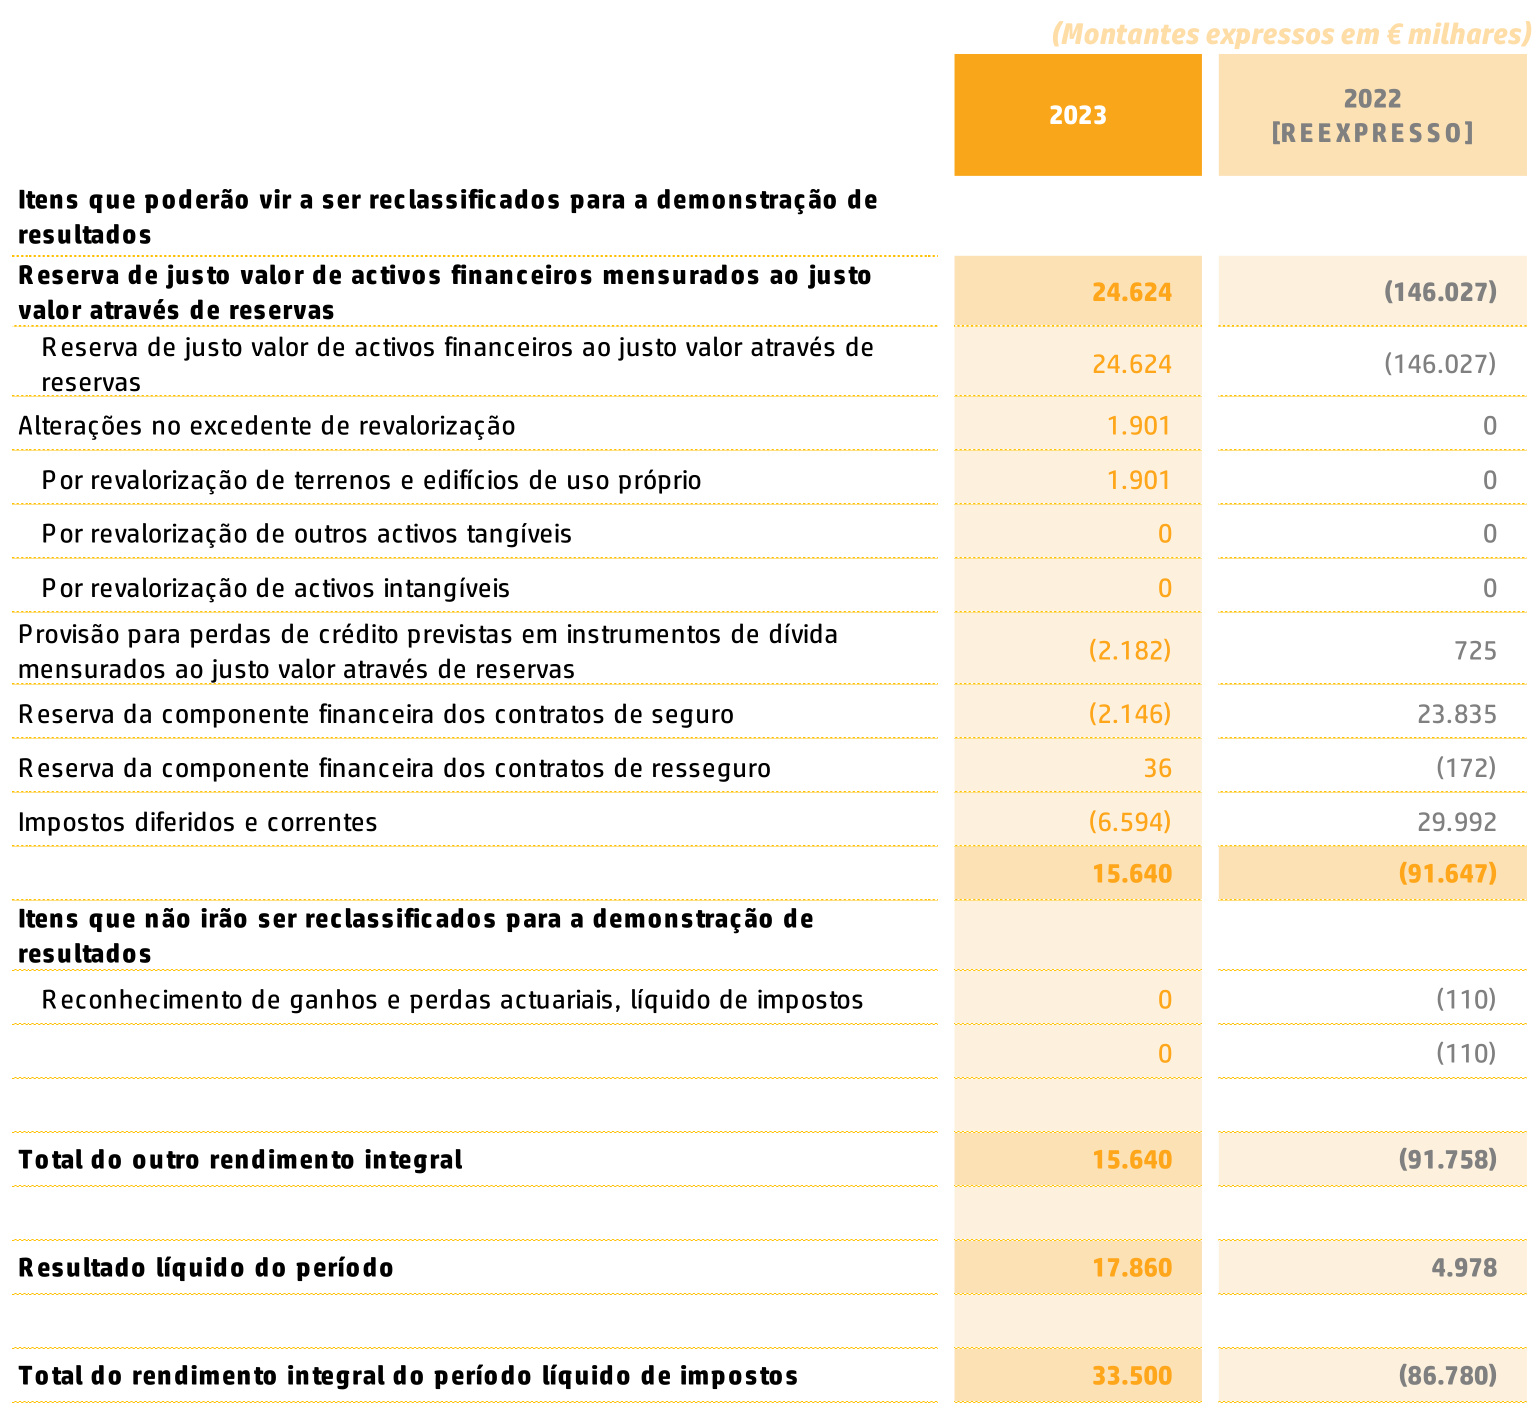 (Montantes expressos em € milhares)
2023
2022
[REEXPRESSO]
Itens que poderão vir a ser reclassificados para a demonstração de
resultados
Reserva de justo valor de activos financeiros mensurados ao justo
valor através de reservas
24.624
(146.027)
Reserva de justo valor de activos financeiros ao justo valor através de
reservas
24.624
(146.027)
Alterações no excedente de revalorização
1.901
0
Por revalorização de terrenos e edifícios de uso próprio
1.901
0
Por revalorização de outros activos tangíveis
0
0
Por revalorização de activos intangíveis
0
0
Provisão para perdas de crédito previstas em instrumentos de dívida
mensurados ao justo valor através de reservas
(2.182)
725
Reserva da componente financeira dos contratos de seguro
(2.146)
23.835
Reserva da componente financeira dos contratos de resseguro
36
(172)
Impostos diferidos e correntes
(6.594)
29.992
15.640
(91.647)
Itens que não irão ser reclassificados para a demonstração de
resultados
Reconhecimento de ganhos e perdas actuariais, líquido de impostos
0
(110)
0
(110)
Total do outro rendimento integral
15.640
(91.758)
Resultado líquido do período
17.860
4.978
Total do rendimento integral do período líquido de impostos
33.500
(86.780)